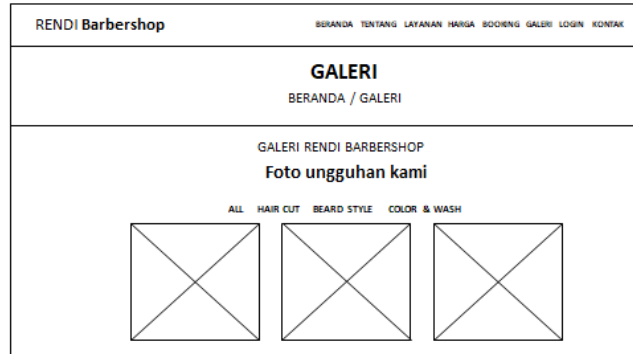 RENDI Barbershop
BERANDA TENTANG LAYANAN HARGA BOOKING GALERI LOGIN KONTAK
GALERI
BERANDA / GALERI
GALERI RENDI BARBERSHOP
Foto ungguhan kami
ALL HAIR CUT BEARD STYLE COLOR & WASH